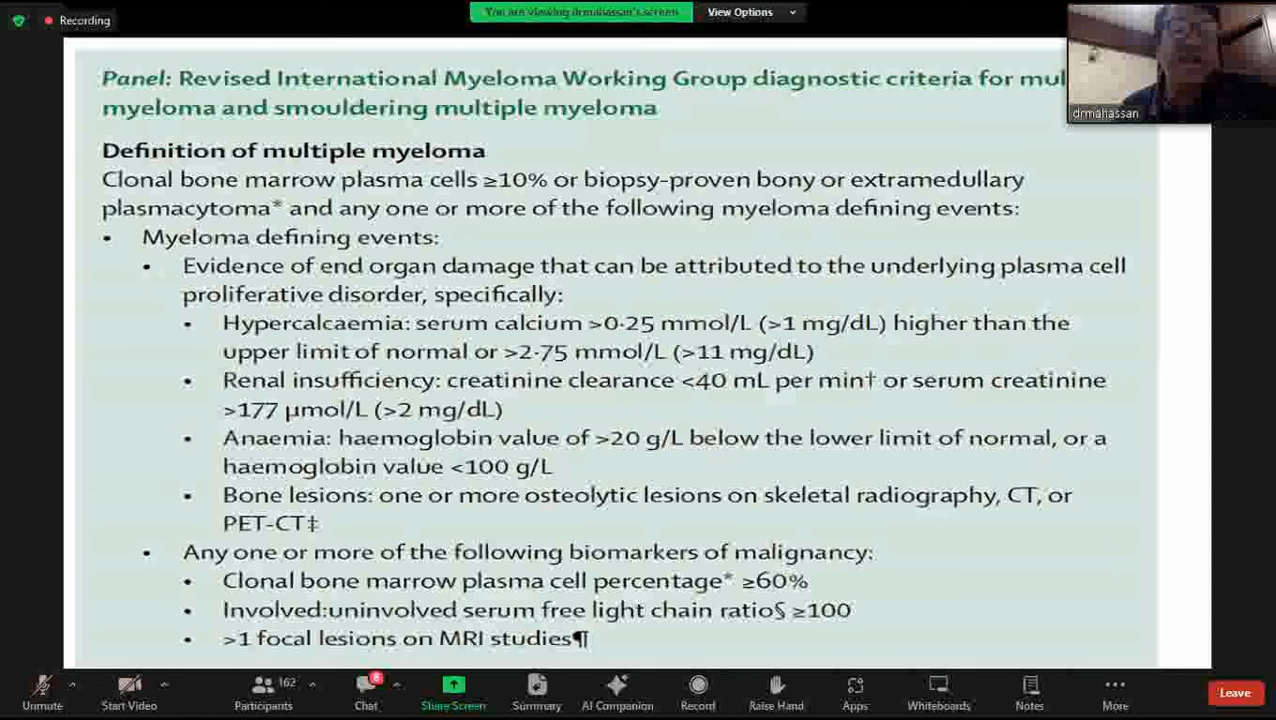 Recording
You are viewing drmahassan's screen
View Options
drmahassan
Panel: Revised International Myeloma Working Group diagnostic criteria for mul
myeloma and smouldering multiple myeloma
Definition of multiple myeloma
Clonal bone marrow plasma cells ≥10% or biopsy-proven bony or extramedullary
plasmacytoma* and any one or more of the following myeloma defining events:
• Myeloma defining events:
• Evidence of end organ damage that can be attributed to the underlying plasma cell
proliferative disorder, specifically:
• Hypercalcaemia: serum calcium >0·25 mmol/L (>1 mg/dL) higher than the
upper limit of normal or >2·75 mmol/L (>11 mg/dL)
• Renal insufficiency: creatinine clearance <40 mL per min† or serum creatinine
>177 μmol/L (>2 mg/dL)
• Anaemia: haemoglobin value of >20 g/L below the lower limit of normal, or a
haemoglobin value <100 g/L
• Bone lesions: one or more osteolytic lesions on skeletal radiography, CT, or
PET-CT‡
• Any one or more of the following biomarkers of malignancy:
• Clonal bone marrow plasma cell percentage* ≥60%
• Involved:uninvolved serum free light chain ratio§ ≥100
• >1 focal lesions on MRI studies¶
162
8
Unmute
Start Video
Participants
Chat
Share Screen
Summary
AI Companion
Record
Raise Hand
Apps
Whiteboards
Notes
More
Leave